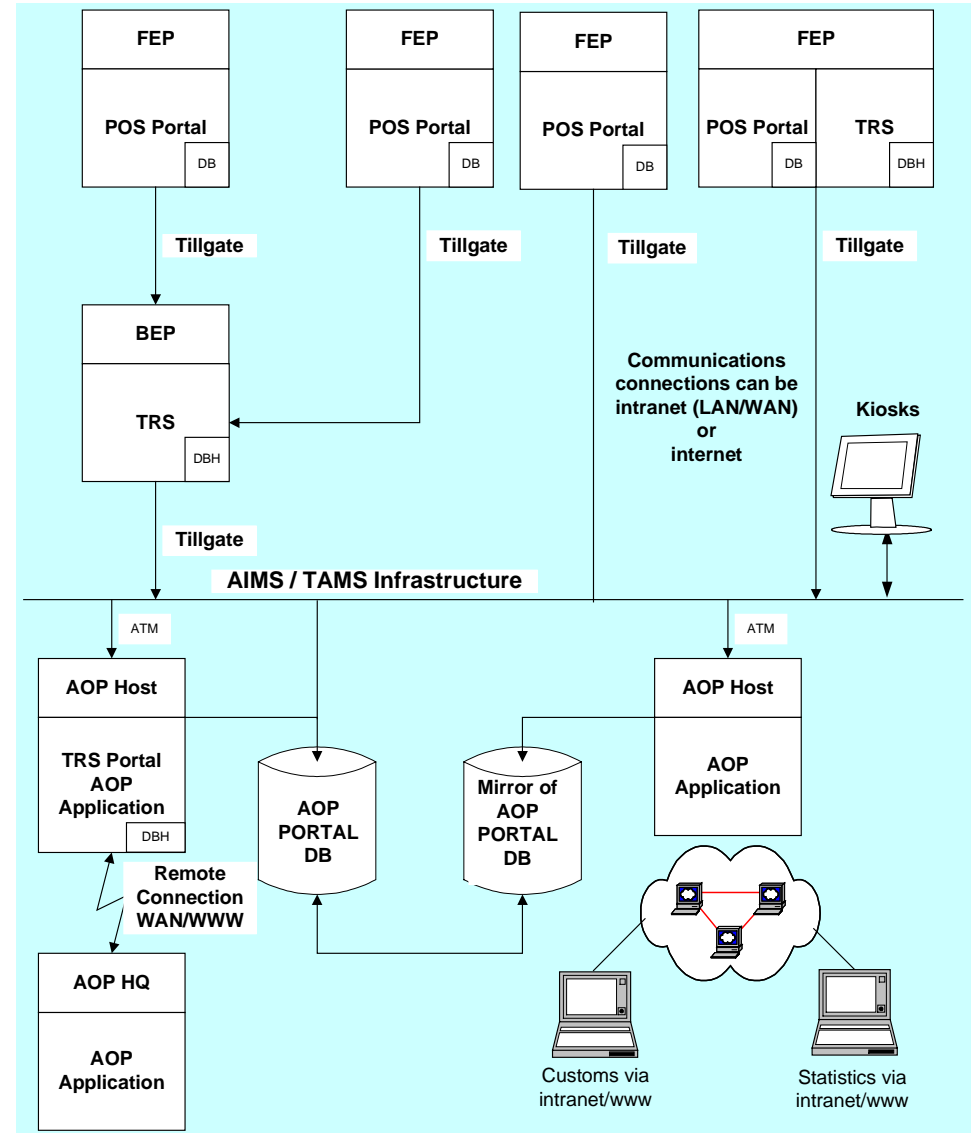 FEP
FEP
FEP
FEP
POS Portal
POS Portal
POS Portal
POS Portal
TRS
DB
DB
DB
DB
DBH
Tillgate
Tillgate
Tillgate
Tillgate
BEP
TRS
DBH
Communications
connections can be
intranet (LAN/WAN)
or
internet
Kiosks
Tillgate
AIMS / TAMS Infrastructure
ATM
ATM
AOP Host
TRS Portal
AOP
Application
DBH
AOP
PORTAL
DB
Mirror of
AOP
PORTAL
DB
AOP Host
AOP
Application
Remote
Connection
WAN/WWW
AOP HQ
AOP
Application
Customs via
intranet/www
Statistics via
intranet/www